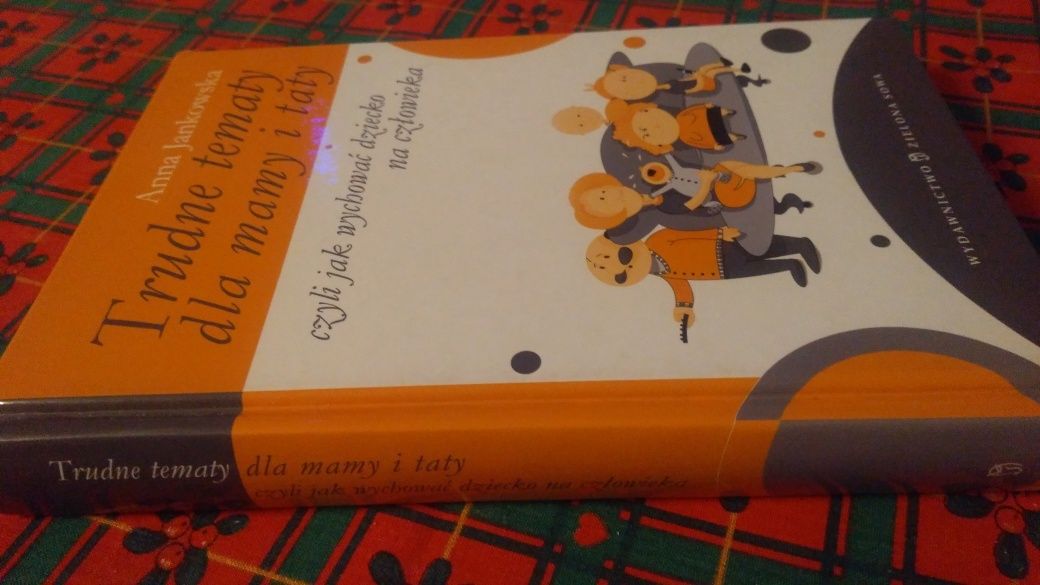 Anna Jankowska
Trudne tematy
dla mamy i taty
czyli jak wychować dziecko
na człowieka
WYDAWNICTWO ZIELONA SOWA
Trudne tematy dla mamy i taty
czyli jak wychować dziecko na człowieka